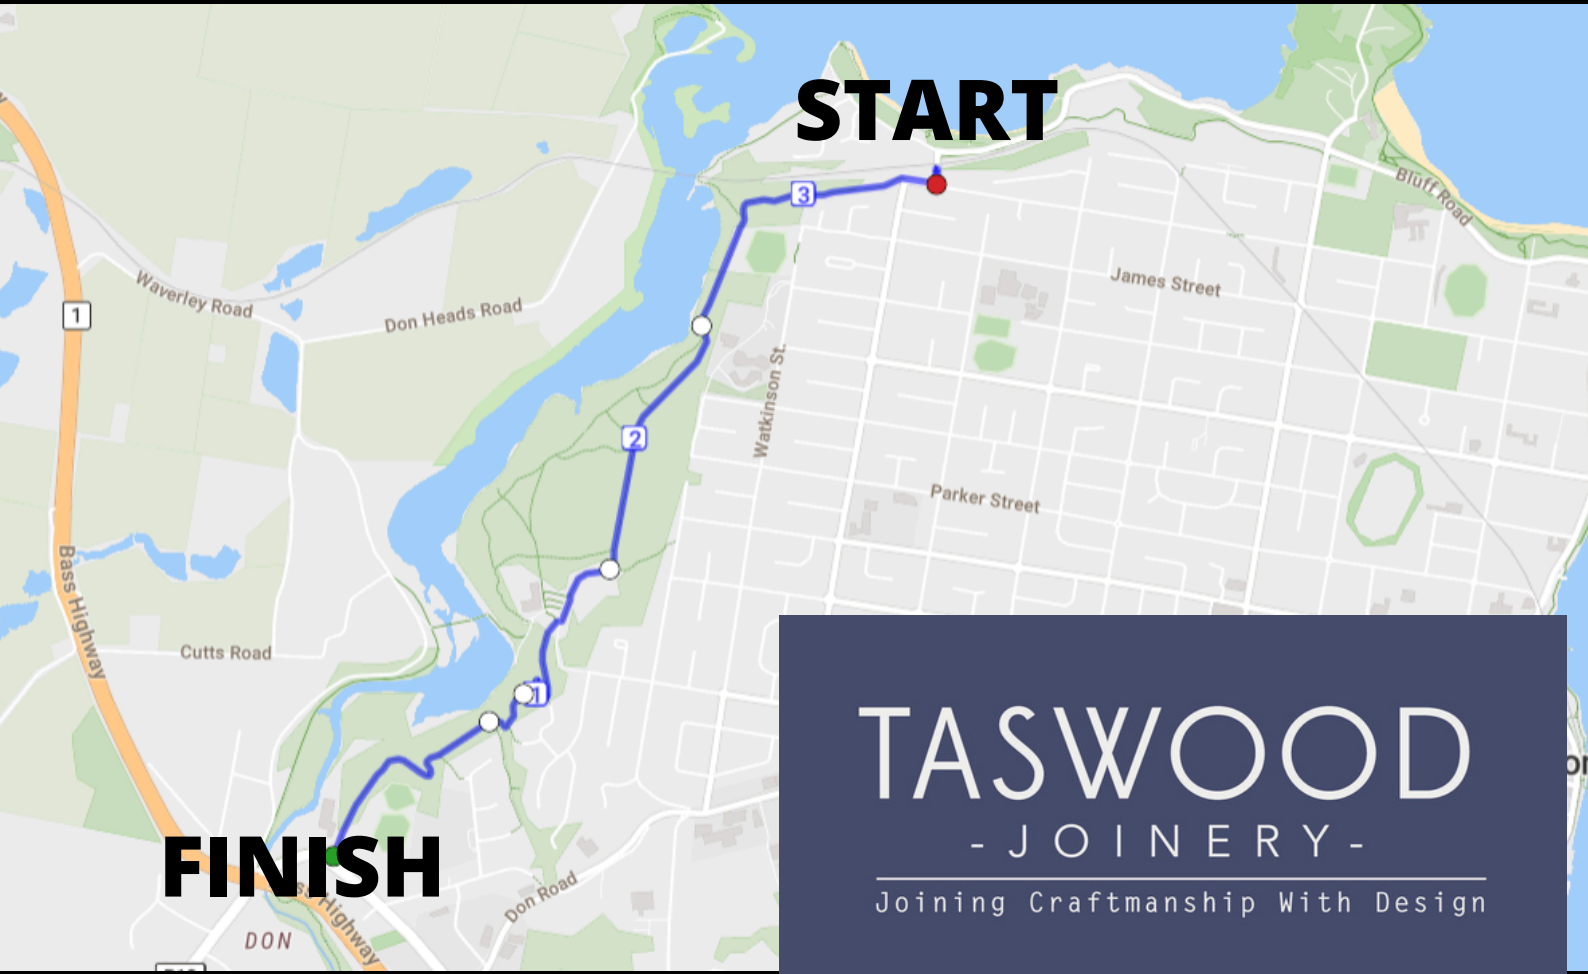 START
3
Bluff Road
James Street
Waverley Road
Don Heads Road
1
Watkinson St.
2
Parker Street
Bass Highway
Cutts Road
1
TASWOOD
-JOINERY-
Joining Craftmanship With Design
FINISH
Highway
Don Road
DON